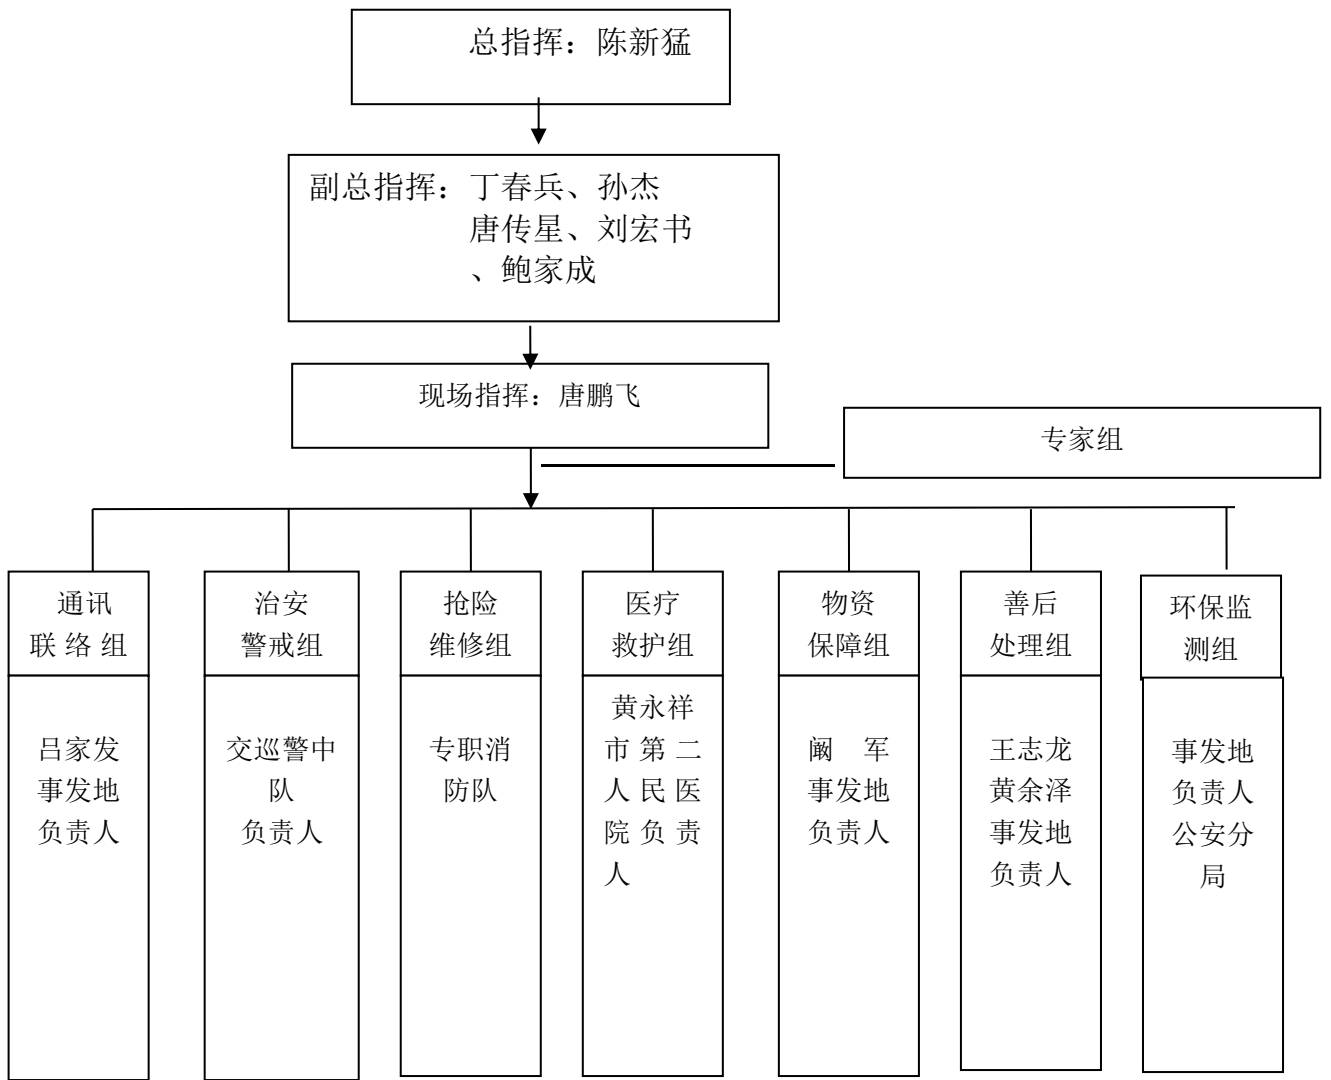 总指挥：陈新猛
副总指挥：丁春兵、孙杰
唐传星、刘宏书
、鲍家成
现场指挥：唐鹏飞
专家组
通讯
联络组
治安
警戒组
抢险
维修组
医疗
救护组
物资
保障组
善后
处理组
环保监
测组
吕家发
事发地
负责人
交巡警中
队
负责人
专职消
防队
黄永祥
市第二
人民医
院负责
人
阚 军
事发地
负责人
王志龙
黄余泽
事发地
负责人
事发地
负责人
公安分
局